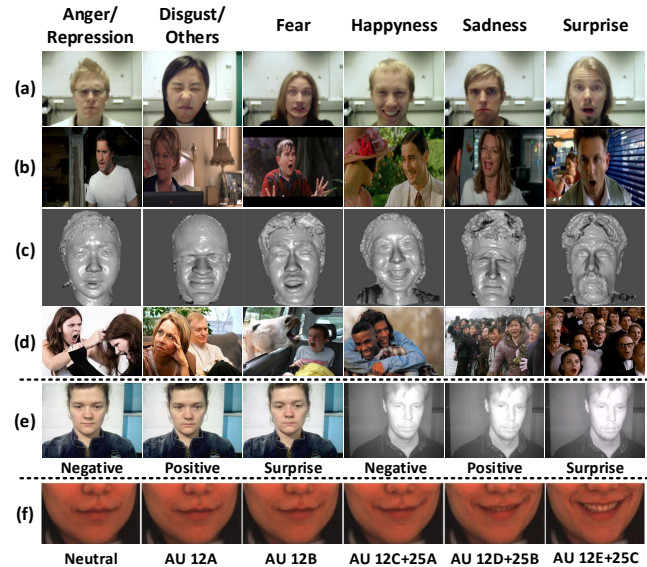 Anger/ Disgust/ Fear Happyness Sadness Surprise
Repression Others
(a)
(b)
(c)
(d)
(e)
Negative Positive Surprise Negative Positive Surprise
(f)
Neutral AU 12A AU 12B AU 12C+25A AU 12D+25B AU 12E+25C